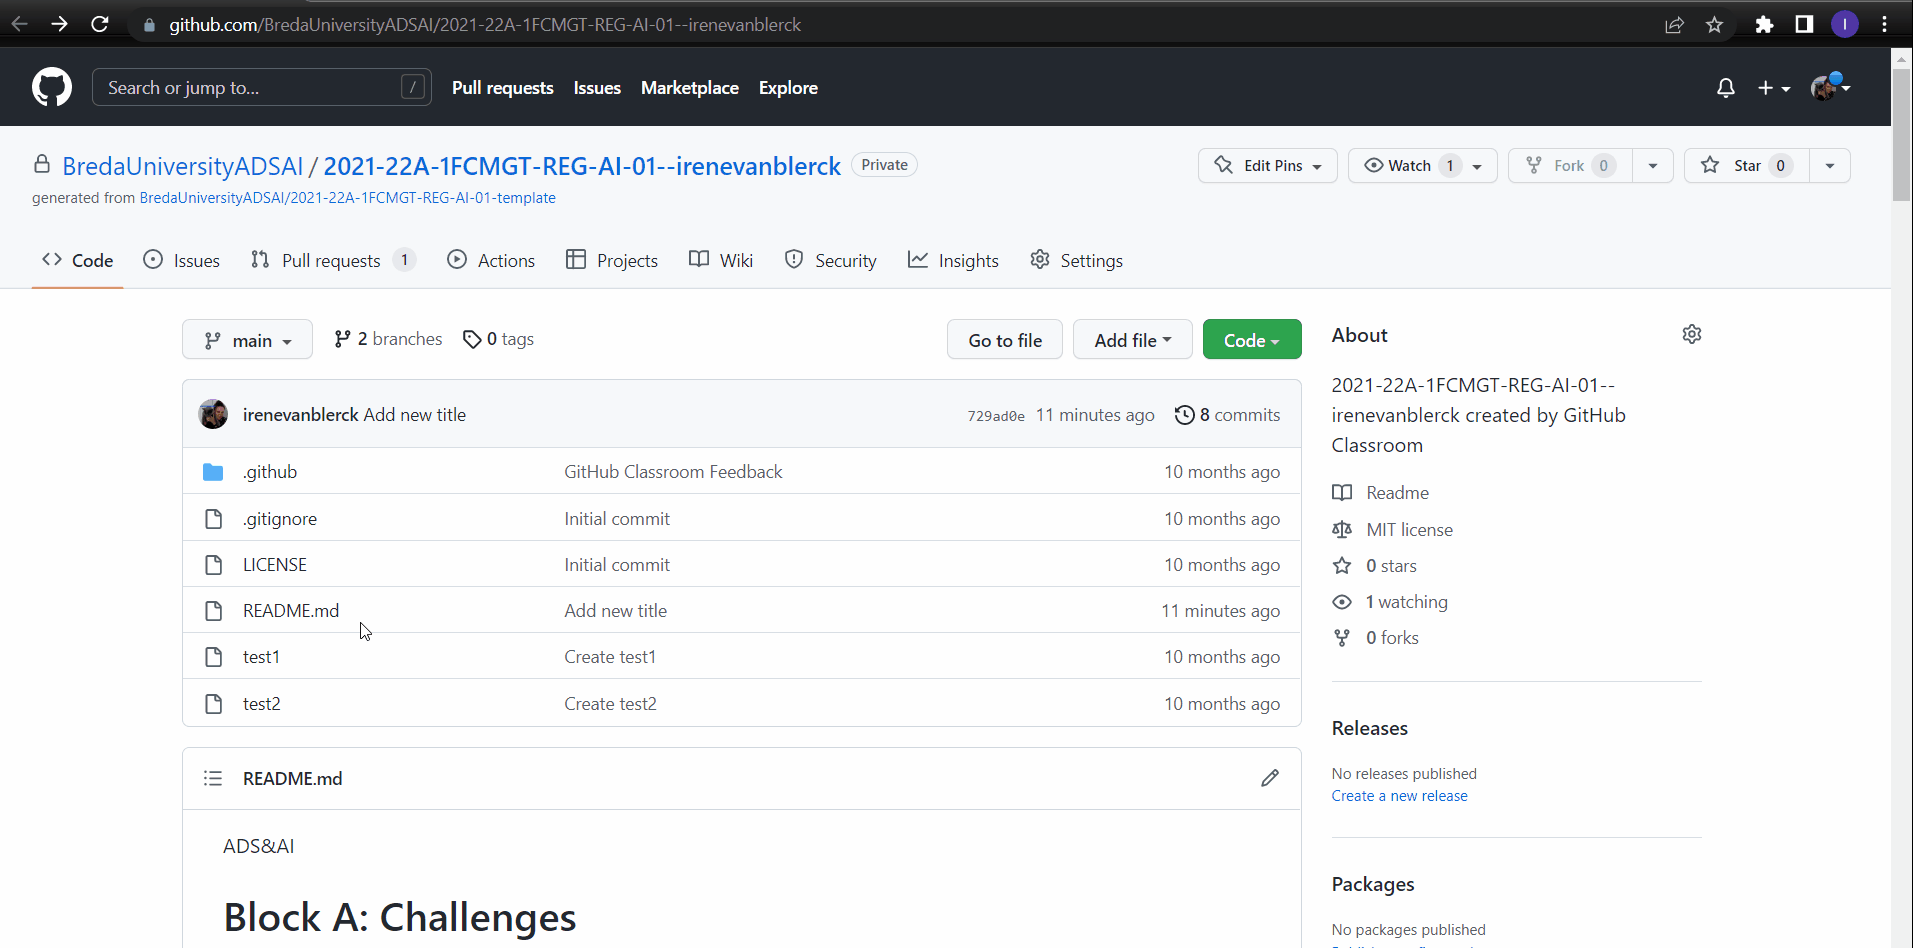 github.com/BredaUniversityADSAI/2021-22A-1FCMGT-REG-AI-01--irenevanblerck
I
Search or jump to...
/
Pull requests
Issues
Marketplace
Explore
BredaUniversityADSAI / 2021-22A-1FCMGT-REG-AI-01--irenevanblerck
Private
Edit Pins
Watch 1
Fork 0
Star 0
generated from BredaUniversityADSAI/2021-22A-1FCMGT-REG-AI-01-template
Code
Issues
Pull requests 1
Actions
Projects
Wiki
Security
Insights
Settings
main
2 branches
0 tags
Go to file
Add file
Code
irenevanblerck Add new title
729ad0e 11 minutes ago
8 commits
.github GitHub Classroom Feedback 10 months ago
.gitignore Initial commit 10 months ago
LICENSE Initial commit 10 months ago
README.md Add new title 11 minutes ago
test1 Create test1 10 months ago
test2 Create test2 10 months ago
README.md
ADS&AI
Block A: Challenges
About
2021-22A-1FCMGT-REG-AI-01--
irenevanblerck created by GitHub
Classroom
Readme
MIT license
0 stars
1 watching
0 forks
Releases
No releases published
Create a new release
Packages
No packages published